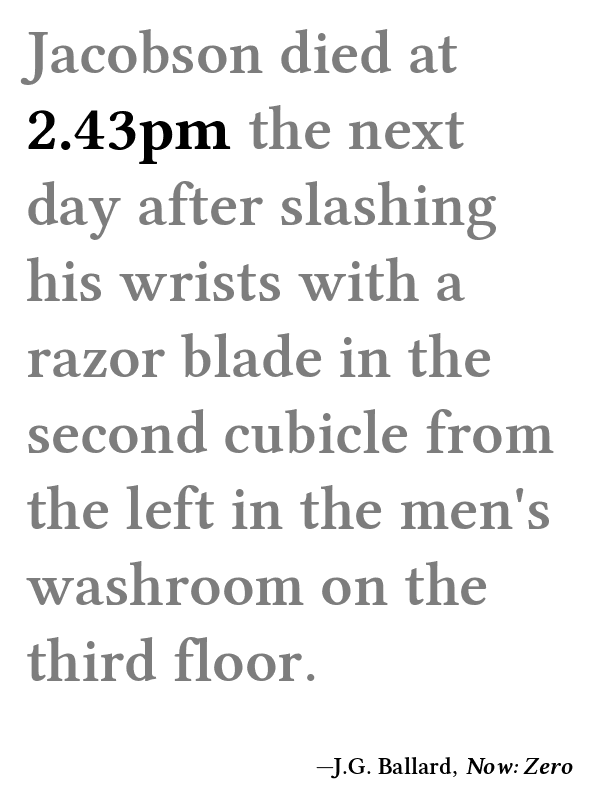 Jacobson died at
2.43pm the next
day after slashing
his wrists with a
razor blade in the
second cubicle from
the left in the men's
washroom on the
third floor.
—J.G. Ballard, Now: Zero